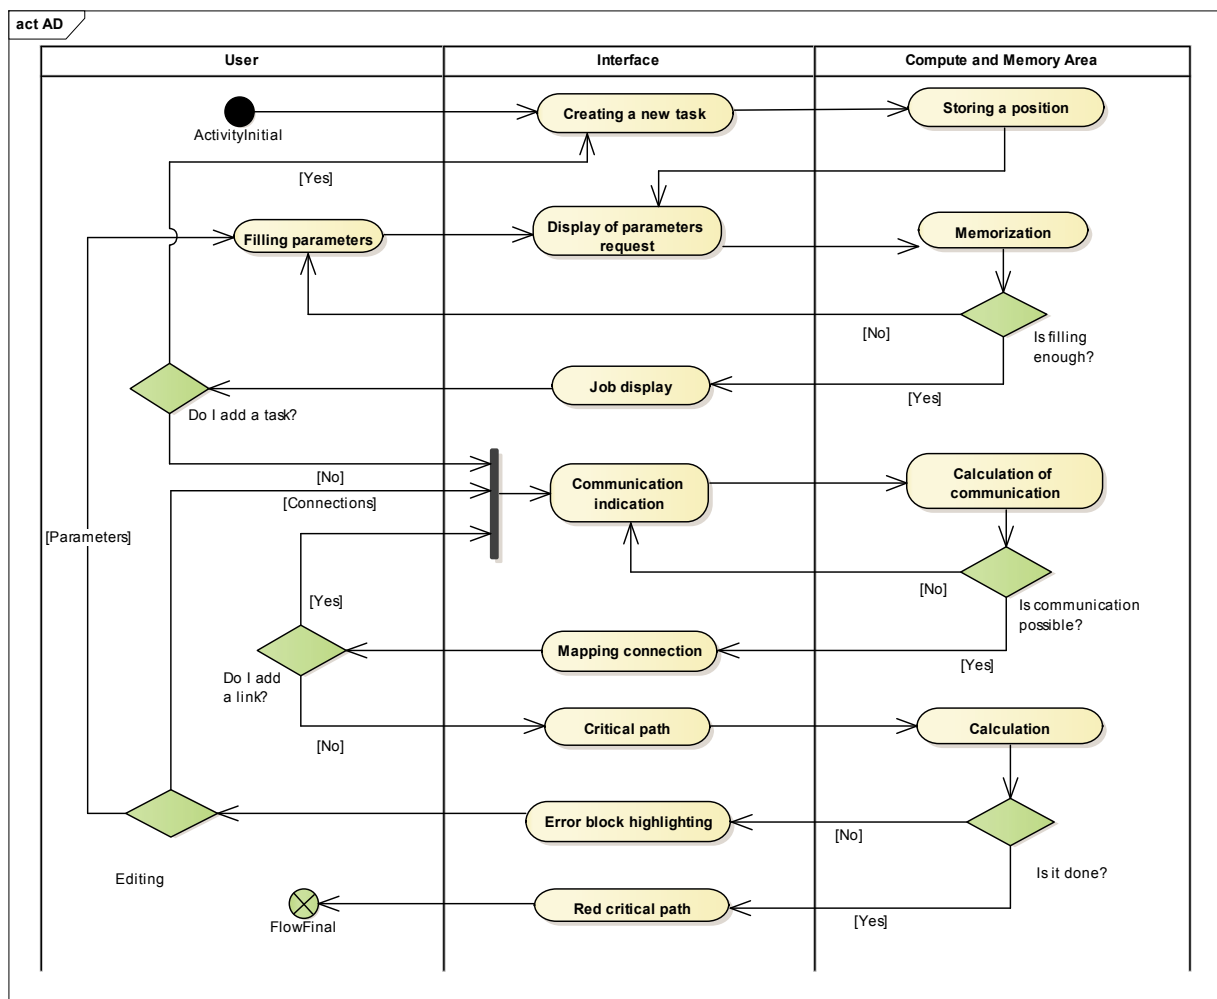 act AD
User
Interface
Compute and Memory Area
ActivityInitial
Creating a new task
Storing a position
[Yes]
Filling parameters
Display of parameters
request
Memorization
[No]
Is filling
enough?
Job display
[Yes]
Do I add a task?
[No]
[Connections]
Communication
indication
Calculation of
communication
[Parameters]
[No]
[Yes]
Is communication
possible?
Mapping connection
[Yes]
Do I add
a link?
[No]
Critical path
Calculation
Error block highlighting
[No]
Is it done?
Editing
Red critical path
[Yes]
FlowFinal